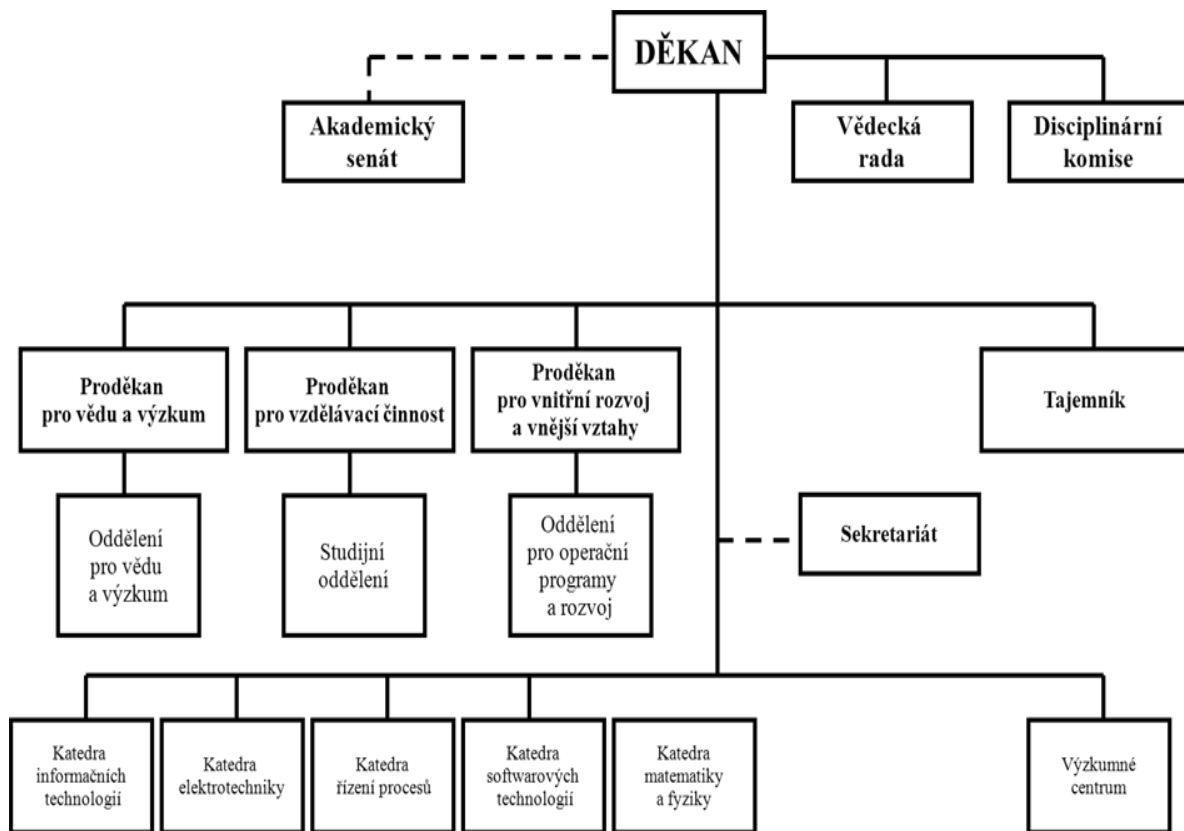 DĚKAN
Akademický
senát
Vědecká
rada
Disciplinární
komise
Proděkan
pro vědu a výzkum
Proděkan
pro vzdělávací činnost
Proděkan
pro vnitřní rozvoj
a vnější vztahy
Tajemník
Oddělení
pro vědu
a výzkum
Studijní
oddělení
Oddělení
pro operační
programy
a rozvoj
Sekretariát
Katedra
informačních
technologií
Katedra
elektrotechniky
Katedra
řízení procesů
Katedra
softwarových
technologií
Katedra
matematiky
a fyziky
Výzkumné
centrum